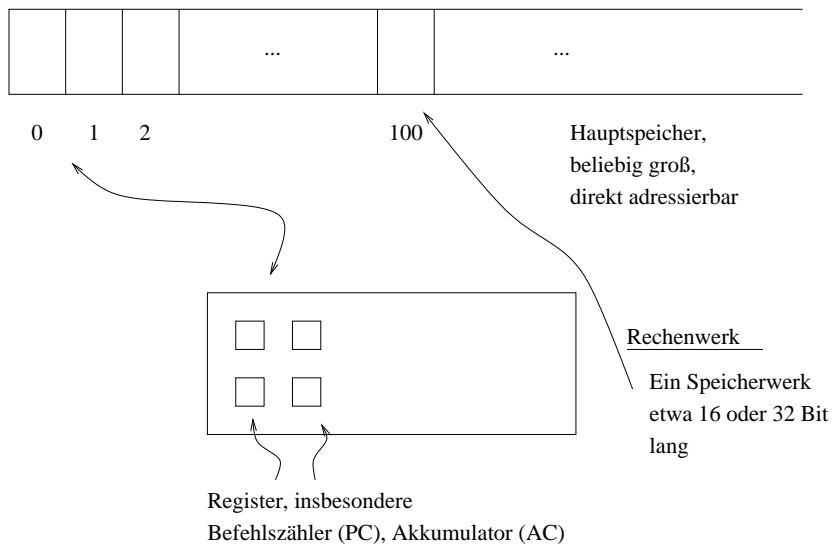 ... ...
0 1 2 100
Hauptspeicher,
beliebig groß,
direkt adressierbar
Rechenwerk
Ein Speicherwerk
etwa 16 oder 32 Bit
lang
Register, insbesondere
Befehlszähler (PC), Akkumulator (AC)